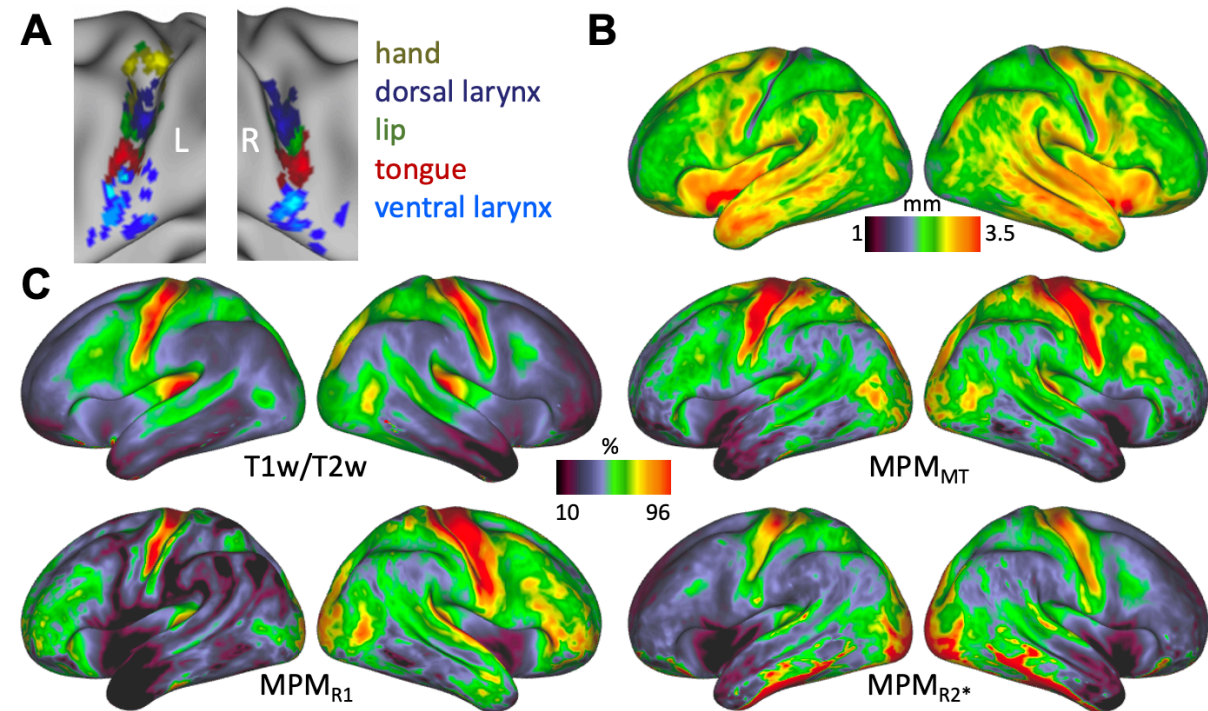 A
L
R
hand
dorsal larynx
lip
tongue
ventral larynx
B
mm
1
3.5
C
T1w/T2w
MPM_MT
%
10
96
MPM_R1
MPM_R2*